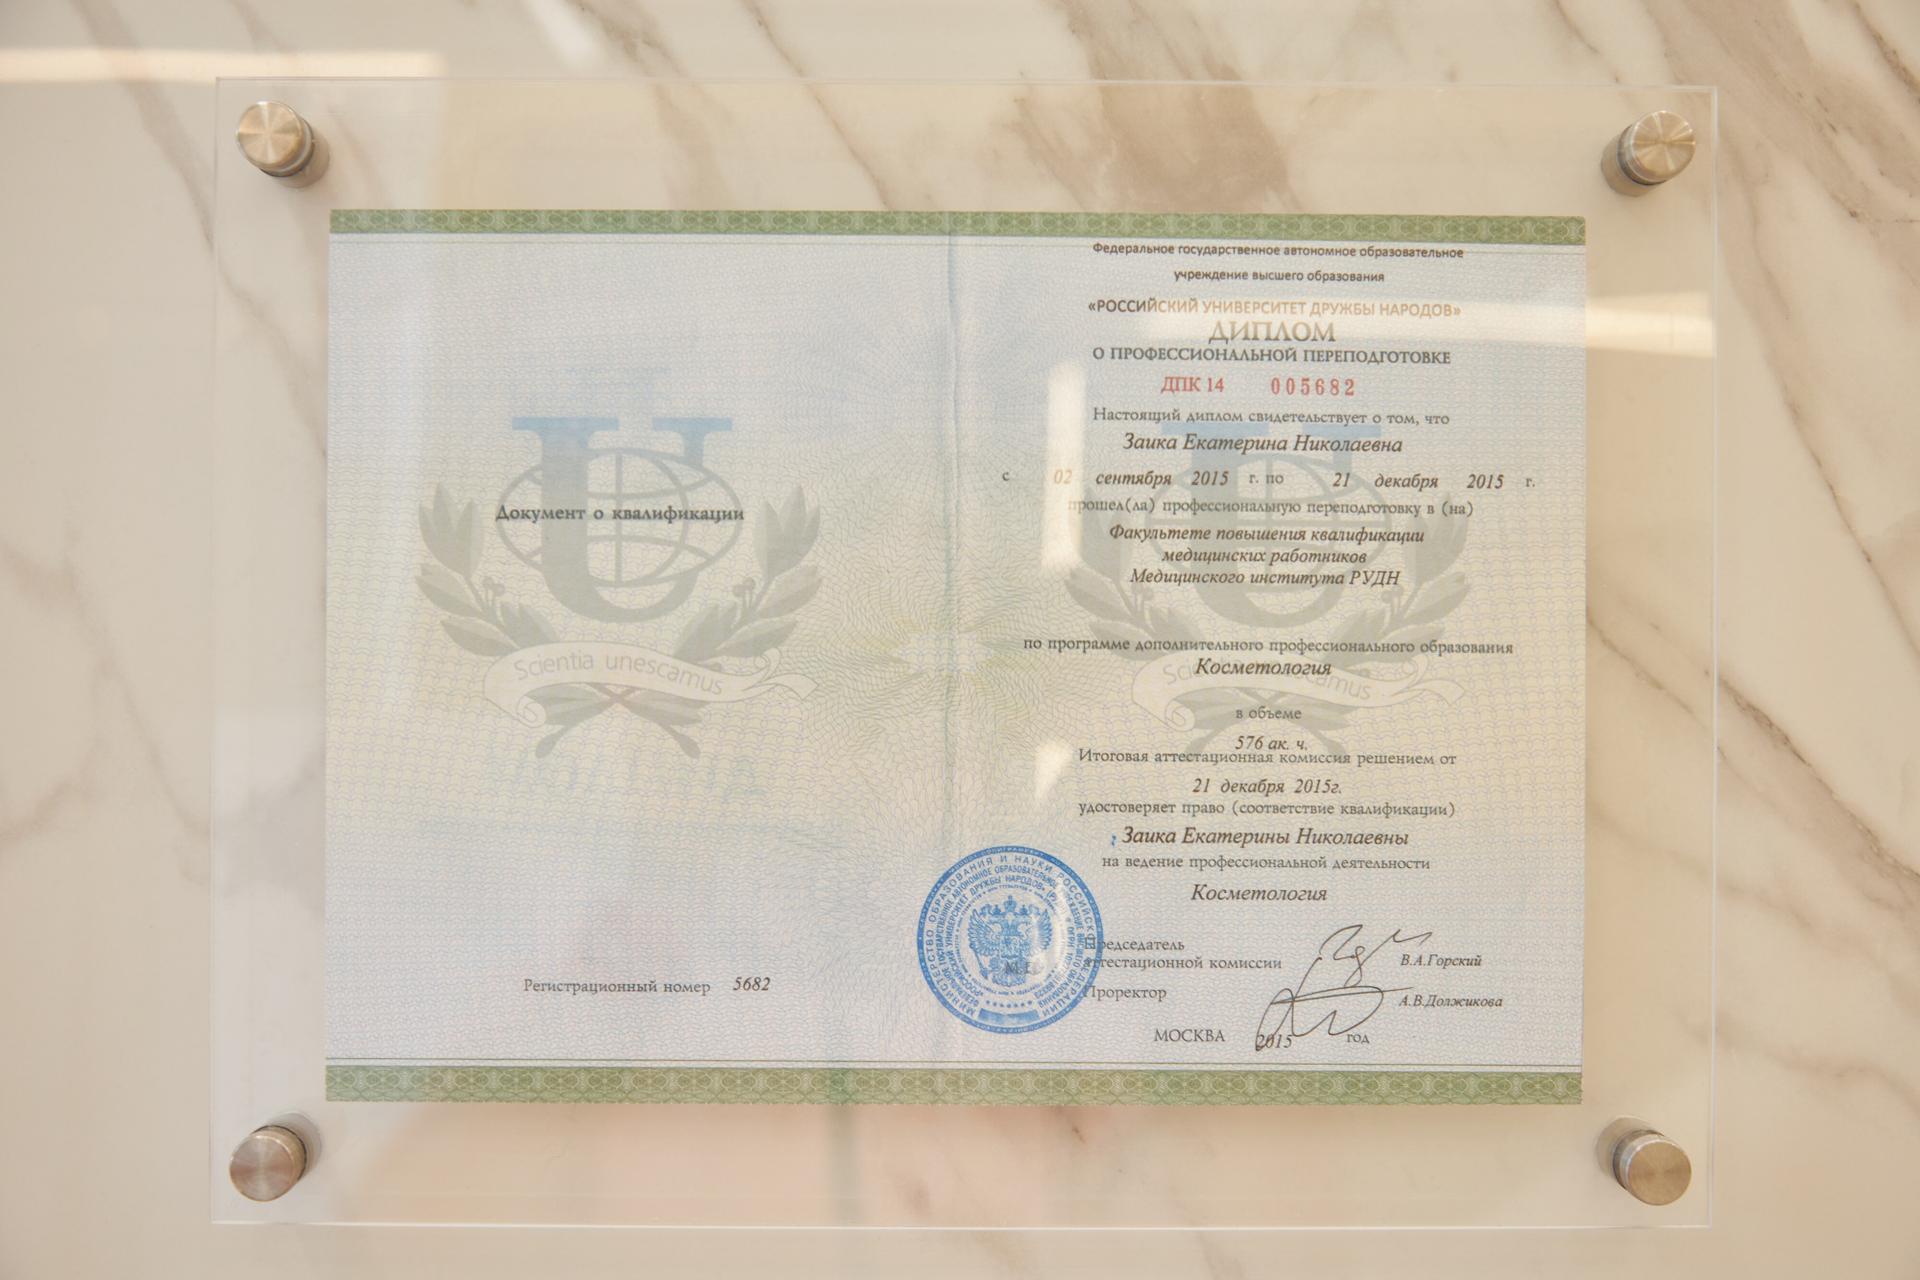 Документ о квалификации
Scientia unescamus
Регистрационный номер 5682
Федеральное государственное автономное образовательное
учреждение высшего образования
«РОССИЙСКИЙ УНИВЕРСИТЕТ ДРУЖБЫ НАРОДОВ»
ДИПЛОМ
О ПРОФЕССИОНАЛЬНОЙ ПЕРЕПОДГОТОВКЕ
ДПК 14 005682
Настоящий диплом свидетельствует о том, что
Заика Екатерина Николаевна
с 02 сентября 2015 г. по 21 декабря 2015 г.
прошел(ла) профессиональную переподготовку в (на)
Факультете повышения квалификации
медицинских работников
Медицинского института РУДН
по программе дополнительного профессионального образования
Косметология
в объеме
576 ак. ч.
Итоговая аттестационная комиссия решением от
21 декабря 2015г.
удостоверяет право (соответствие квалификации)
Заика Екатерины Николаевны
на ведение профессиональной деятельности
Косметология
Председатель
аттестационной комиссии В.А.Горский
Проректор А.В.Должикова
МОСКВА 2015 год